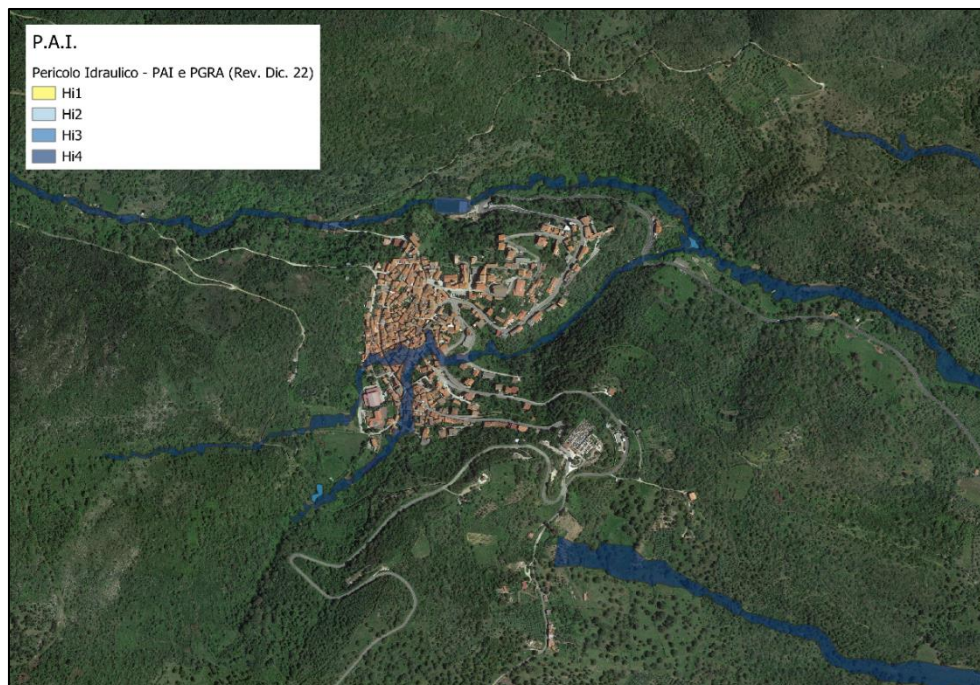 P.A.I.
Pericolo Idraulico - PAI e PGRA (Rev. Dic. 22)
Hi1
Hi2
Hi3
Hi4